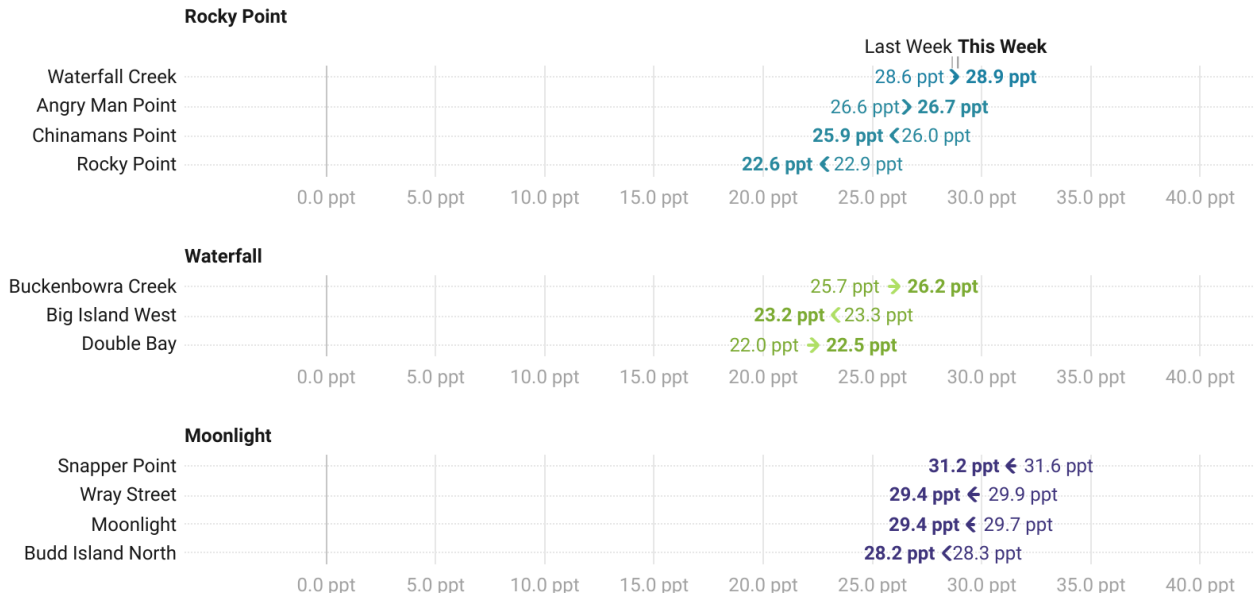 Rocky Point
Last Week This Week
Waterfall Creek 28.6 ppt 28.9 ppt
Angry Man Point 26.6 ppt 26.7 ppt
Chinamans Point 25.9 ppt 26.0 ppt
Rocky Point 22.6 ppt 22.9 ppt
0.0 ppt 5.0 ppt 10.0 ppt 15.0 ppt 20.0 ppt 25.0 ppt 30.0 ppt 35.0 ppt 40.0 ppt
Waterfall
Buckenbowra Creek 25.7 ppt 26.2 ppt
Big Island West 23.2 ppt 23.3 ppt
Double Bay 22.0 ppt 22.5 ppt
0.0 ppt 5.0 ppt 10.0 ppt 15.0 ppt 20.0 ppt 25.0 ppt 30.0 ppt 35.0 ppt 40.0 ppt
Moonlight
Snapper Point 31.2 ppt 31.6 ppt
Wray Street 29.4 ppt 29.9 ppt
Moonlight 29.4 ppt 29.7 ppt
Budd Island North 28.2 ppt 28.3 ppt
0.0 ppt 5.0 ppt 10.0 ppt 15.0 ppt 20.0 ppt 25.0 ppt 30.0 ppt 35.0 ppt 40.0 ppt